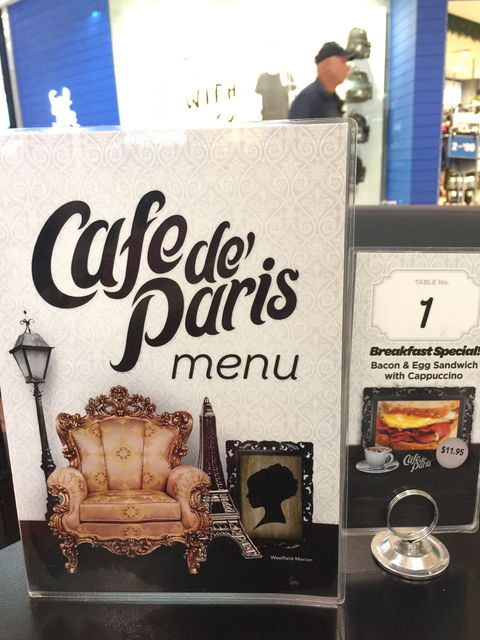 WITH
Cafe de'
Paris
menu
Westfield Marion
TABLE No.
1
Breakfast Special!
Bacon & Egg Sandwich
with Cappuccino
Cafe de'
Paris
$11.95